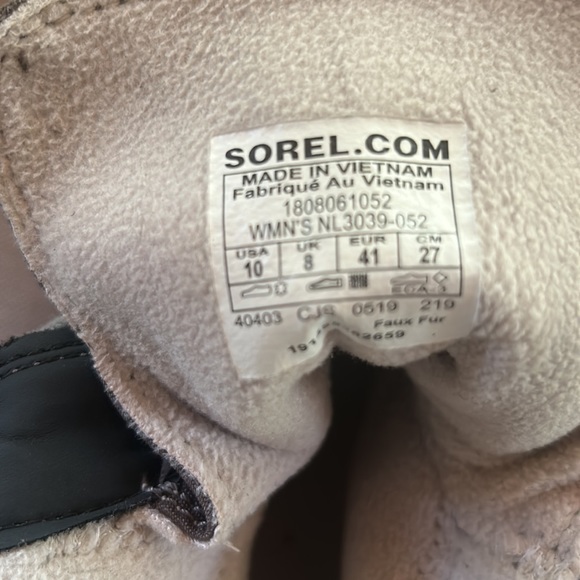 SOREL.COM
MADE IN VIETNAM
Fabriqué Au Vietnam
1808061052
WMN'S NL3039-052
USA UK EUR CM
10 8 41 27
40403 CJS 0519 219
Faux Fur